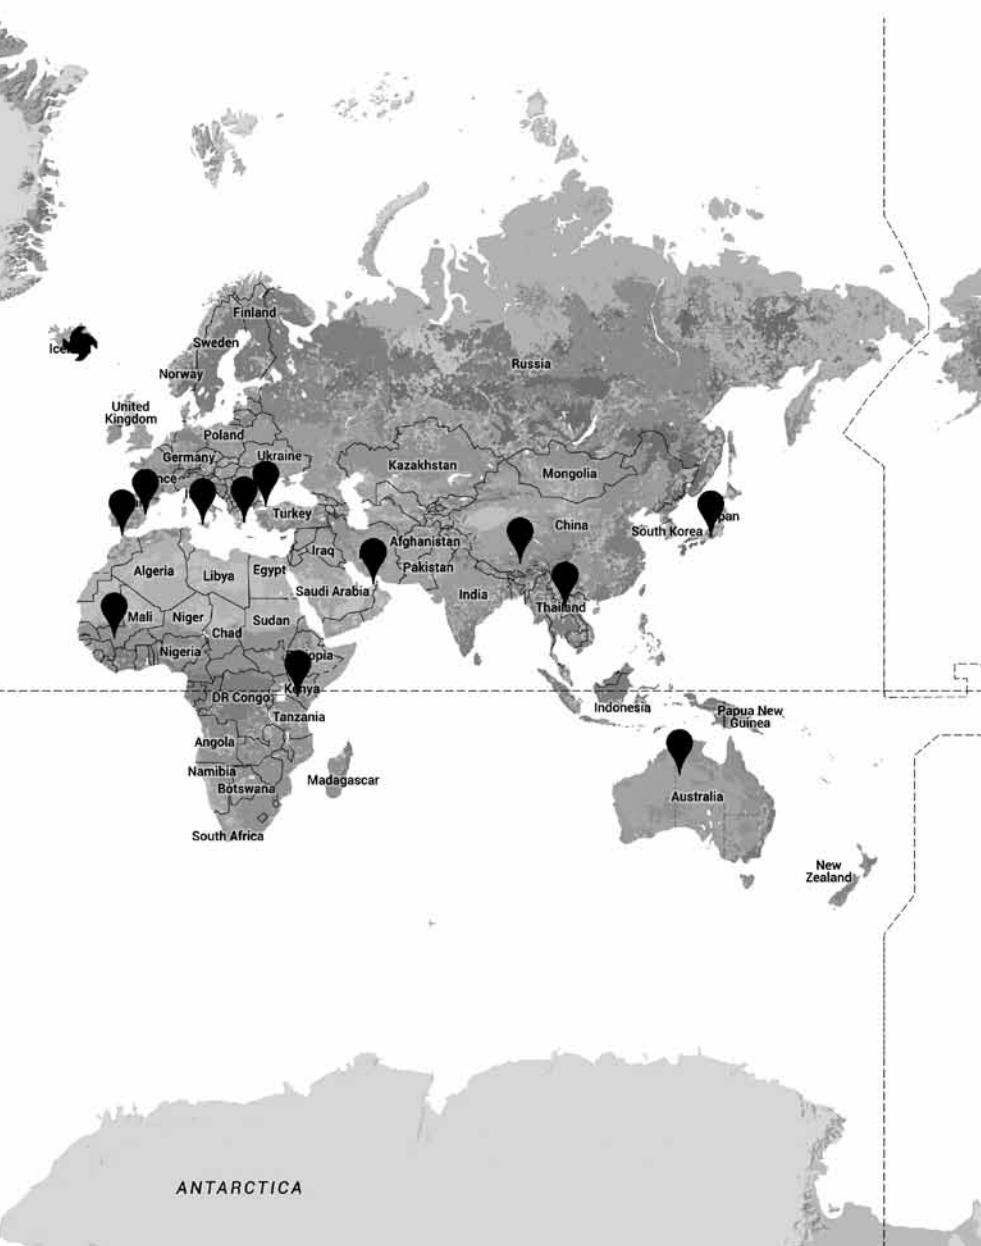 Finland
Sweden
Norway
Russia
United
Kingdom
Poland
Germany
Ukraine
Kazakhstan
Mongolia
Turkey
China
South Korea
Afghanistan
Iraq
Pakistan
Algeria
Libya
Egypt
Saudi Arabia
India
Thailand
Mali
Niger
Sudan
Chad
Nigeria
Kenya
DR Congo
Tanzania
Indonesia
Papua New
Guinea
Angola
Namibia
Botswana
Madagascar
Australia
South Africa
New
Zealand
ANTARCTICA